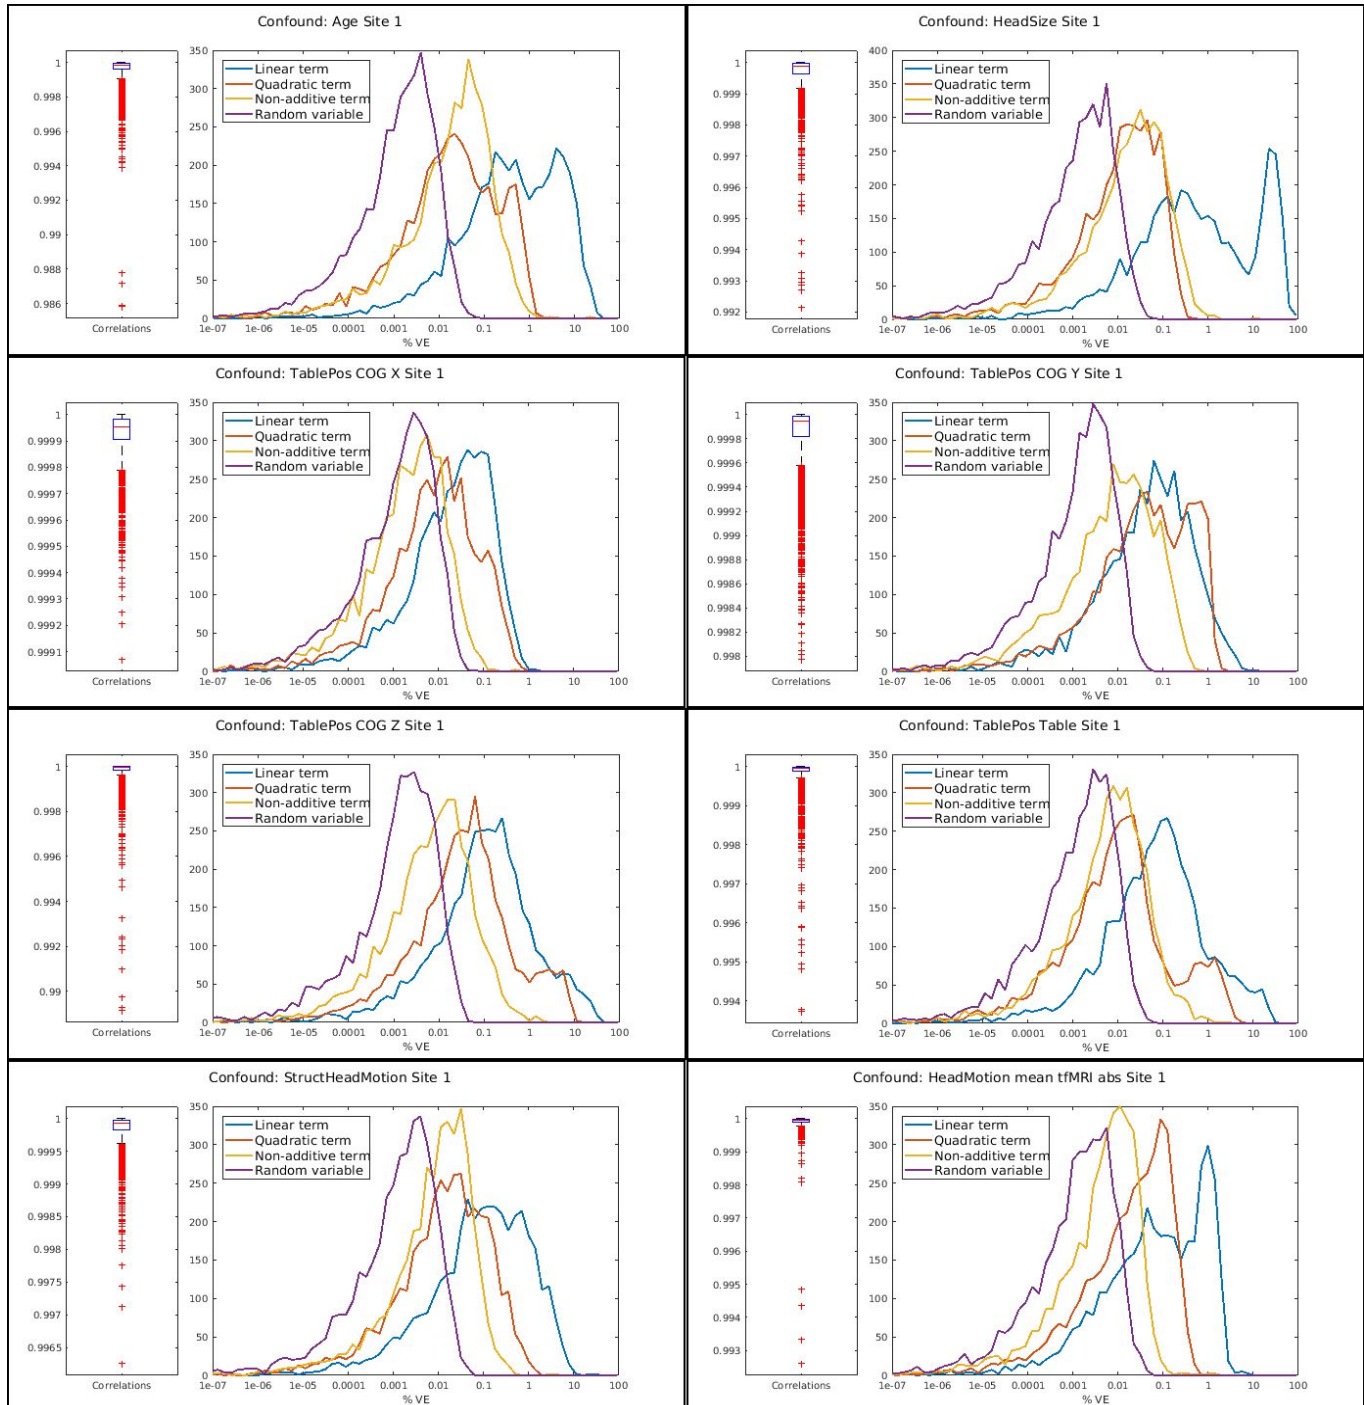 Confound: Age Site 1
1
0.998
0.996
0.994
0.992
0.99
0.988
0.986
Correlations
350
300
250
200
150
100
50
0
Linear term
Quadratic term
Non-additive term
Random variable
1e-07 1e-06 1e-05 0.0001 0.001 0.01 0.1 1 10 100
% VE
Confound: HeadSize Site 1
1
0.999
0.998
0.997
0.996
0.995
0.994
0.993
0.992
Correlations
400
350
300
250
200
150
100
50
0
Linear term
Quadratic term
Non-additive term
Random variable
1e-07 1e-06 1e-05 0.0001 0.001 0.01 0.1 1 10 100
% VE
Confound: TablePos COG X Site 1
1
0.9999
0.9998
0.9997
0.9996
0.9995
0.9994
0.9993
0.9992
0.9991
Correlations
350
300
250
200
150
100
50
0
Linear term
Quadratic term
Non-additive term
Random variable
1e-07 1e-06 1e-05 0.0001 0.001 0.01 0.1 1 10 100
% VE
Confound: TablePos COG Y Site 1
1
0.9998
0.9996
0.9994
0.9992
0.999
0.9988
0.9986
0.9984
0.9982
0.998
Correlations
350
300
250
200
150
100
50
0
Linear term
Quadratic term
Non-additive term
Random variable
1e-07 1e-06 1e-05 0.0001 0.001 0.01 0.1 1 10 100
% VE
Confound: TablePos COG Z Site 1
1
0.998
0.996
0.994
0.992
0.99
Correlations
350
300
250
200
150
100
50
0
Linear term
Quadratic term
Non-additive term
Random variable
1e-07 1e-06 1e-05 0.0001 0.001 0.01 0.1 1 10 100
% VE
Confound: TablePos Table Site 1
1
0.999
0.998
0.997
0.996
0.995
0.994
Correlations
350
300
250
200
150
100
50
0
Linear term
Quadratic term
Non-additive term
Random variable
1e-07 1e-06 1e-05 0.0001 0.001 0.01 0.1 1 10 100
% VE
Confound: StructHeadMotion Site 1
1
0.9995
0.999
0.9985
0.998
0.9975
0.997
0.9965
Correlations
350
300
250
200
150
100
50
0
Linear term
Quadratic term
Non-additive term
Random variable
1e-07 1e-06 1e-05 0.0001 0.001 0.01 0.1 1 10 100
% VE
Confound: HeadMotion mean tfMRI abs Site 1
1
0.999
0.998
0.997
0.996
0.995
0.994
0.993
Correlations
350
300
250
200
150
100
50
0
Linear term
Quadratic term
Non-additive term
Random variable
1e-07 1e-06 1e-05 0.0001 0.001 0.01 0.1 1 10 100
% VE